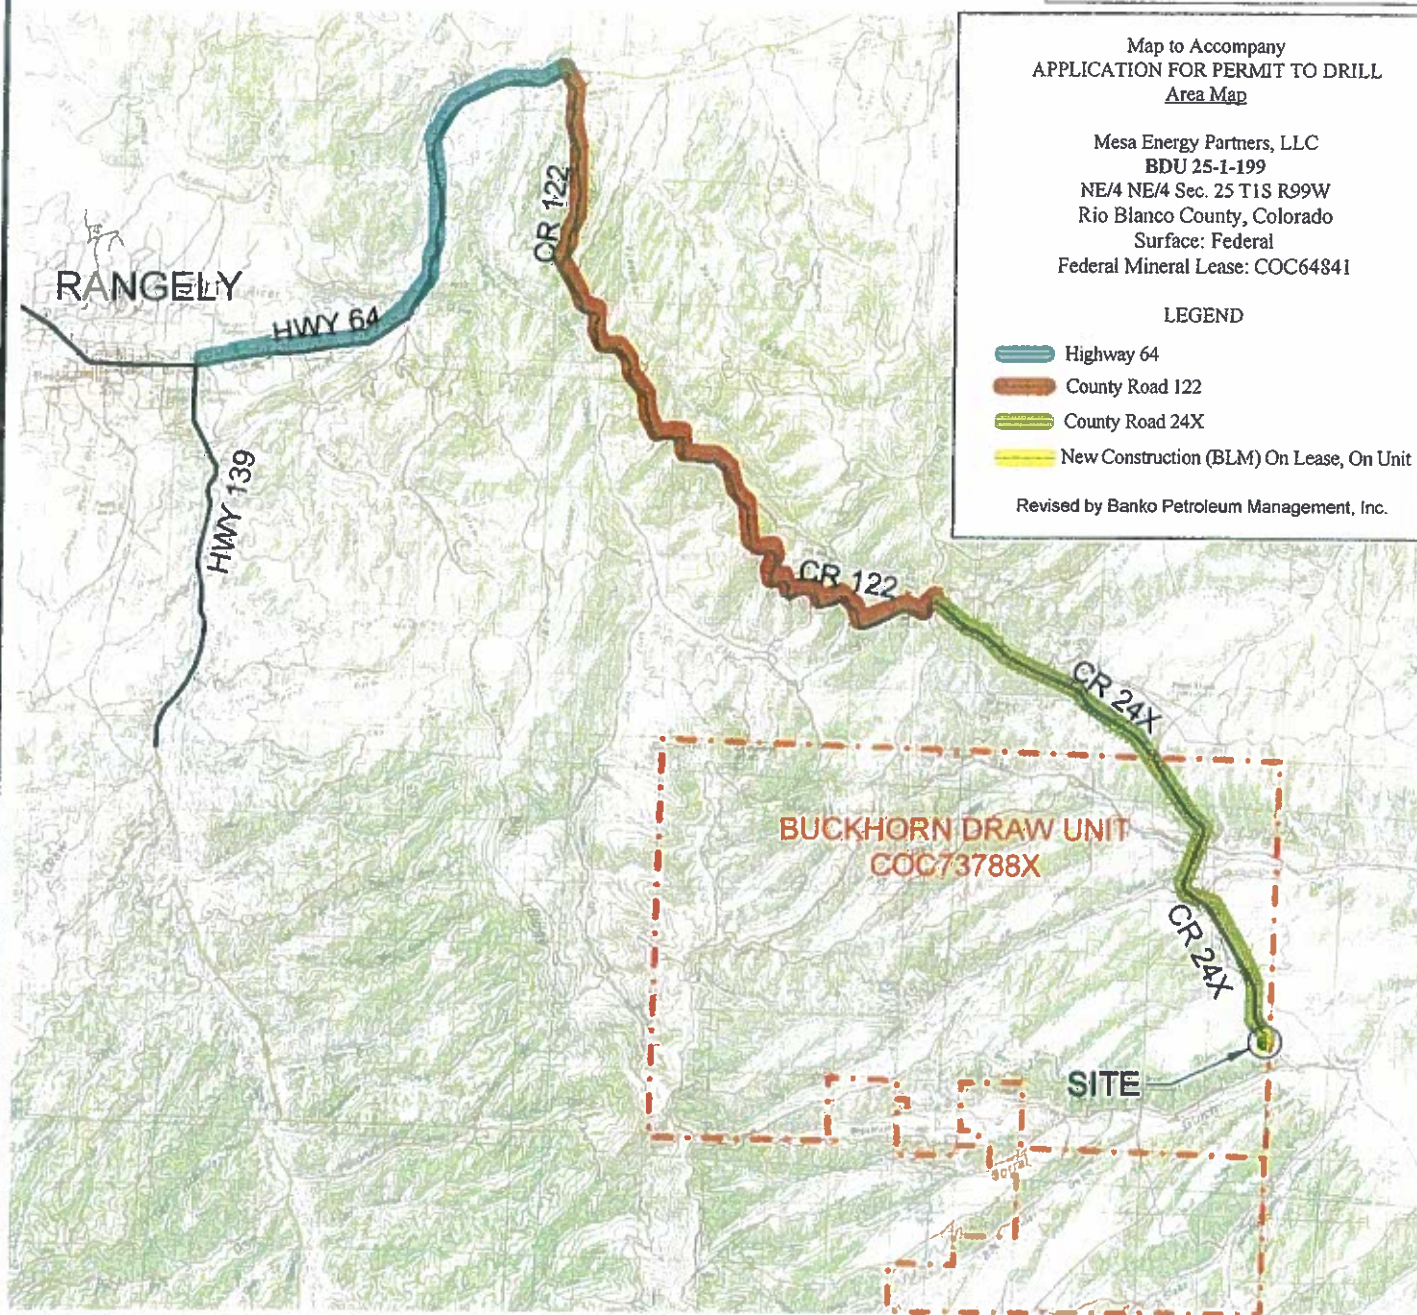 Map to Accompany
APPLICATION FOR PERMIT TO DRILL
Area Map
Mesa Energy Partners, LLC
BDU 25-1-199
NE/4 NE/4 Sec. 25 T1S R99W
Rio Blanco County, Colorado
Surface: Federal
Federal Mineral Lease: COC64841
LEGEND
Highway 64
County Road 122
County Road 24X
New Construction (BLM) On Lease, On Unit
Revised by Banko Petroleum Management, Inc.
RANGELY
HWY 64
CR 122
HWY 139
CR 122
CR 24X
BUCKHORN DRAW UNIT
COC73788X
CR 24X
SITE
Gulch
Corral